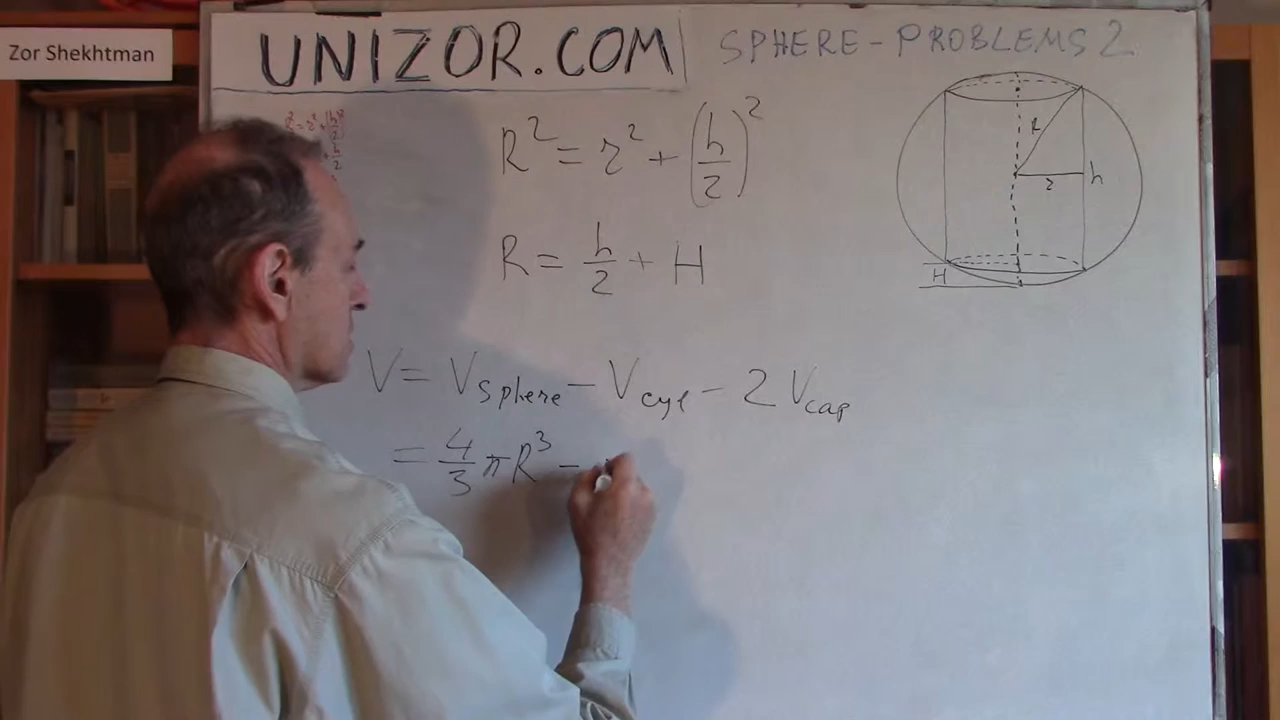 Zor Shekhtman
UNIZOR.COM
SPHERE - PROBLEMS 2
R² = r² + (h/2)²
R = h/2 + H
V = V sphere - V cyl - 2 V cap
= 4/3 πR³ -
R
r
h
H